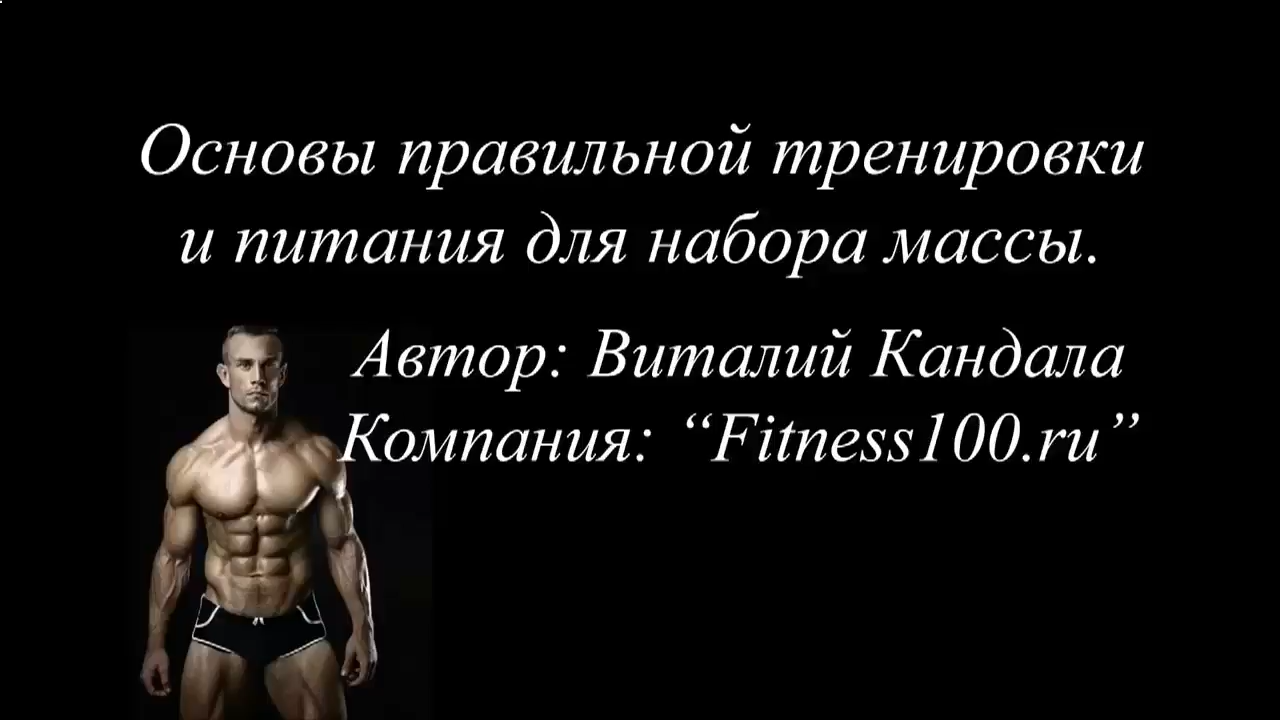 Основы правильной тренировки
и питания для набора массы.
Автор: Виталий Кандала
Компания: “Fitness100.ru”